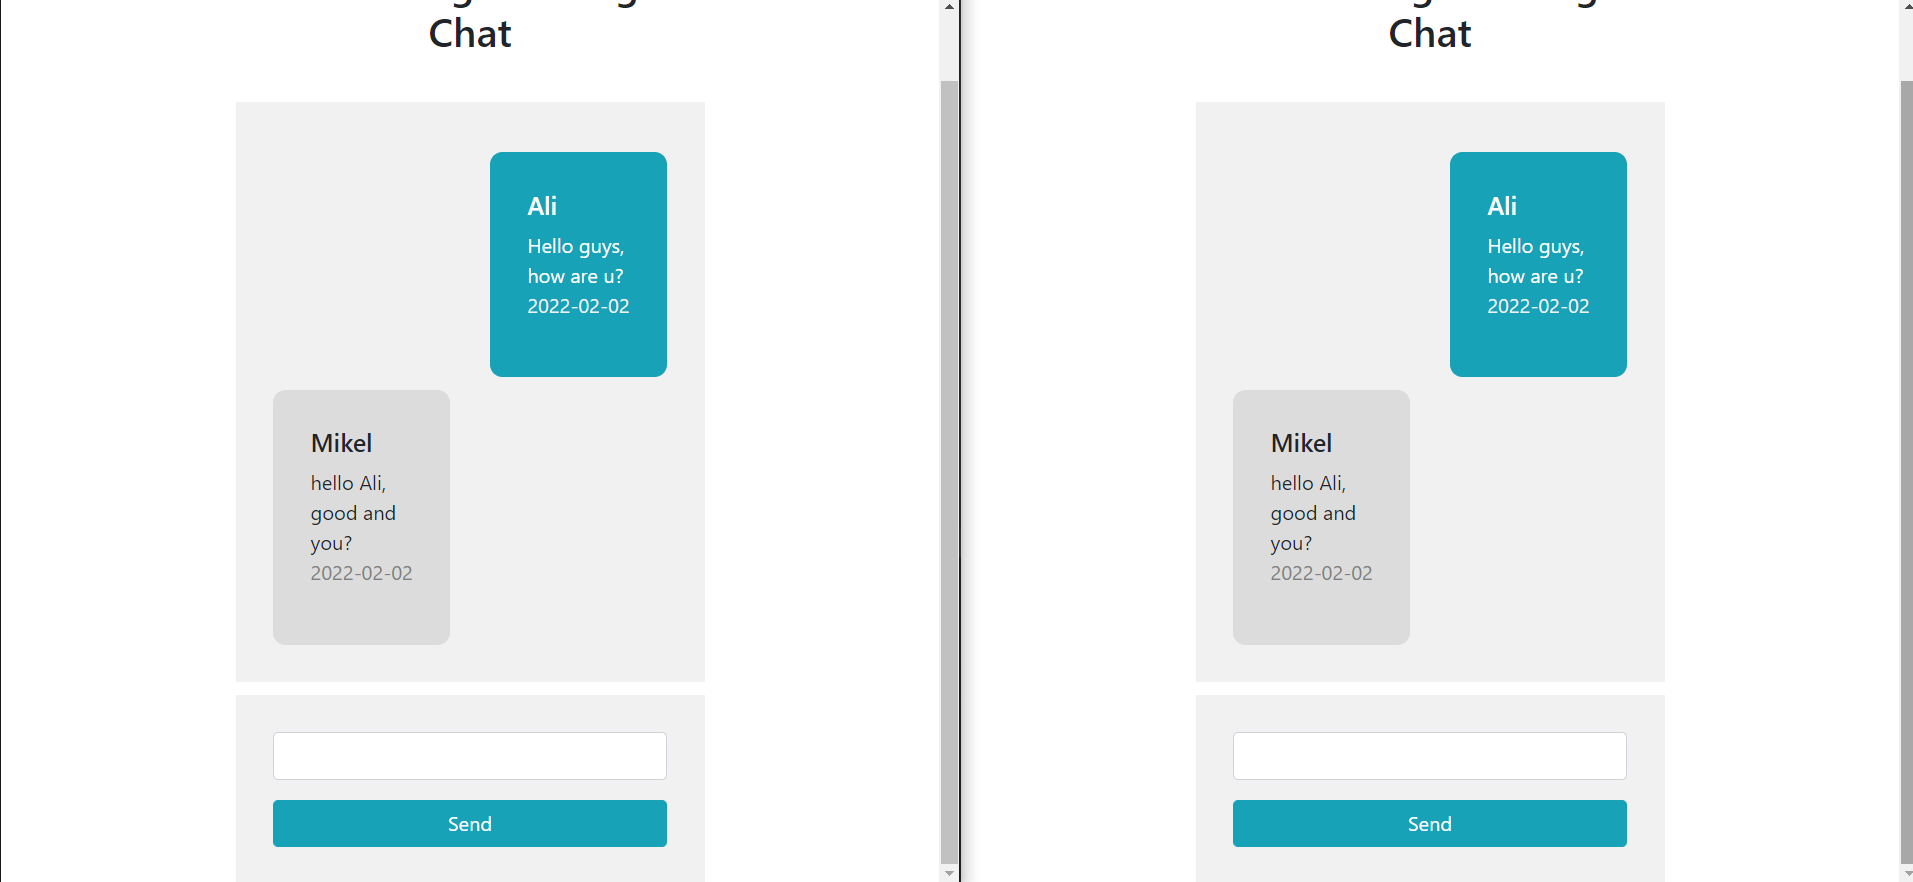 Chat
Ali
Hello guys,
how are u?
2022-02-02
Mikel
hello Ali,
good and
you?
2022-02-02
Send
Chat
Ali
Hello guys,
how are u?
2022-02-02
Mikel
hello Ali,
good and
you?
2022-02-02
Send